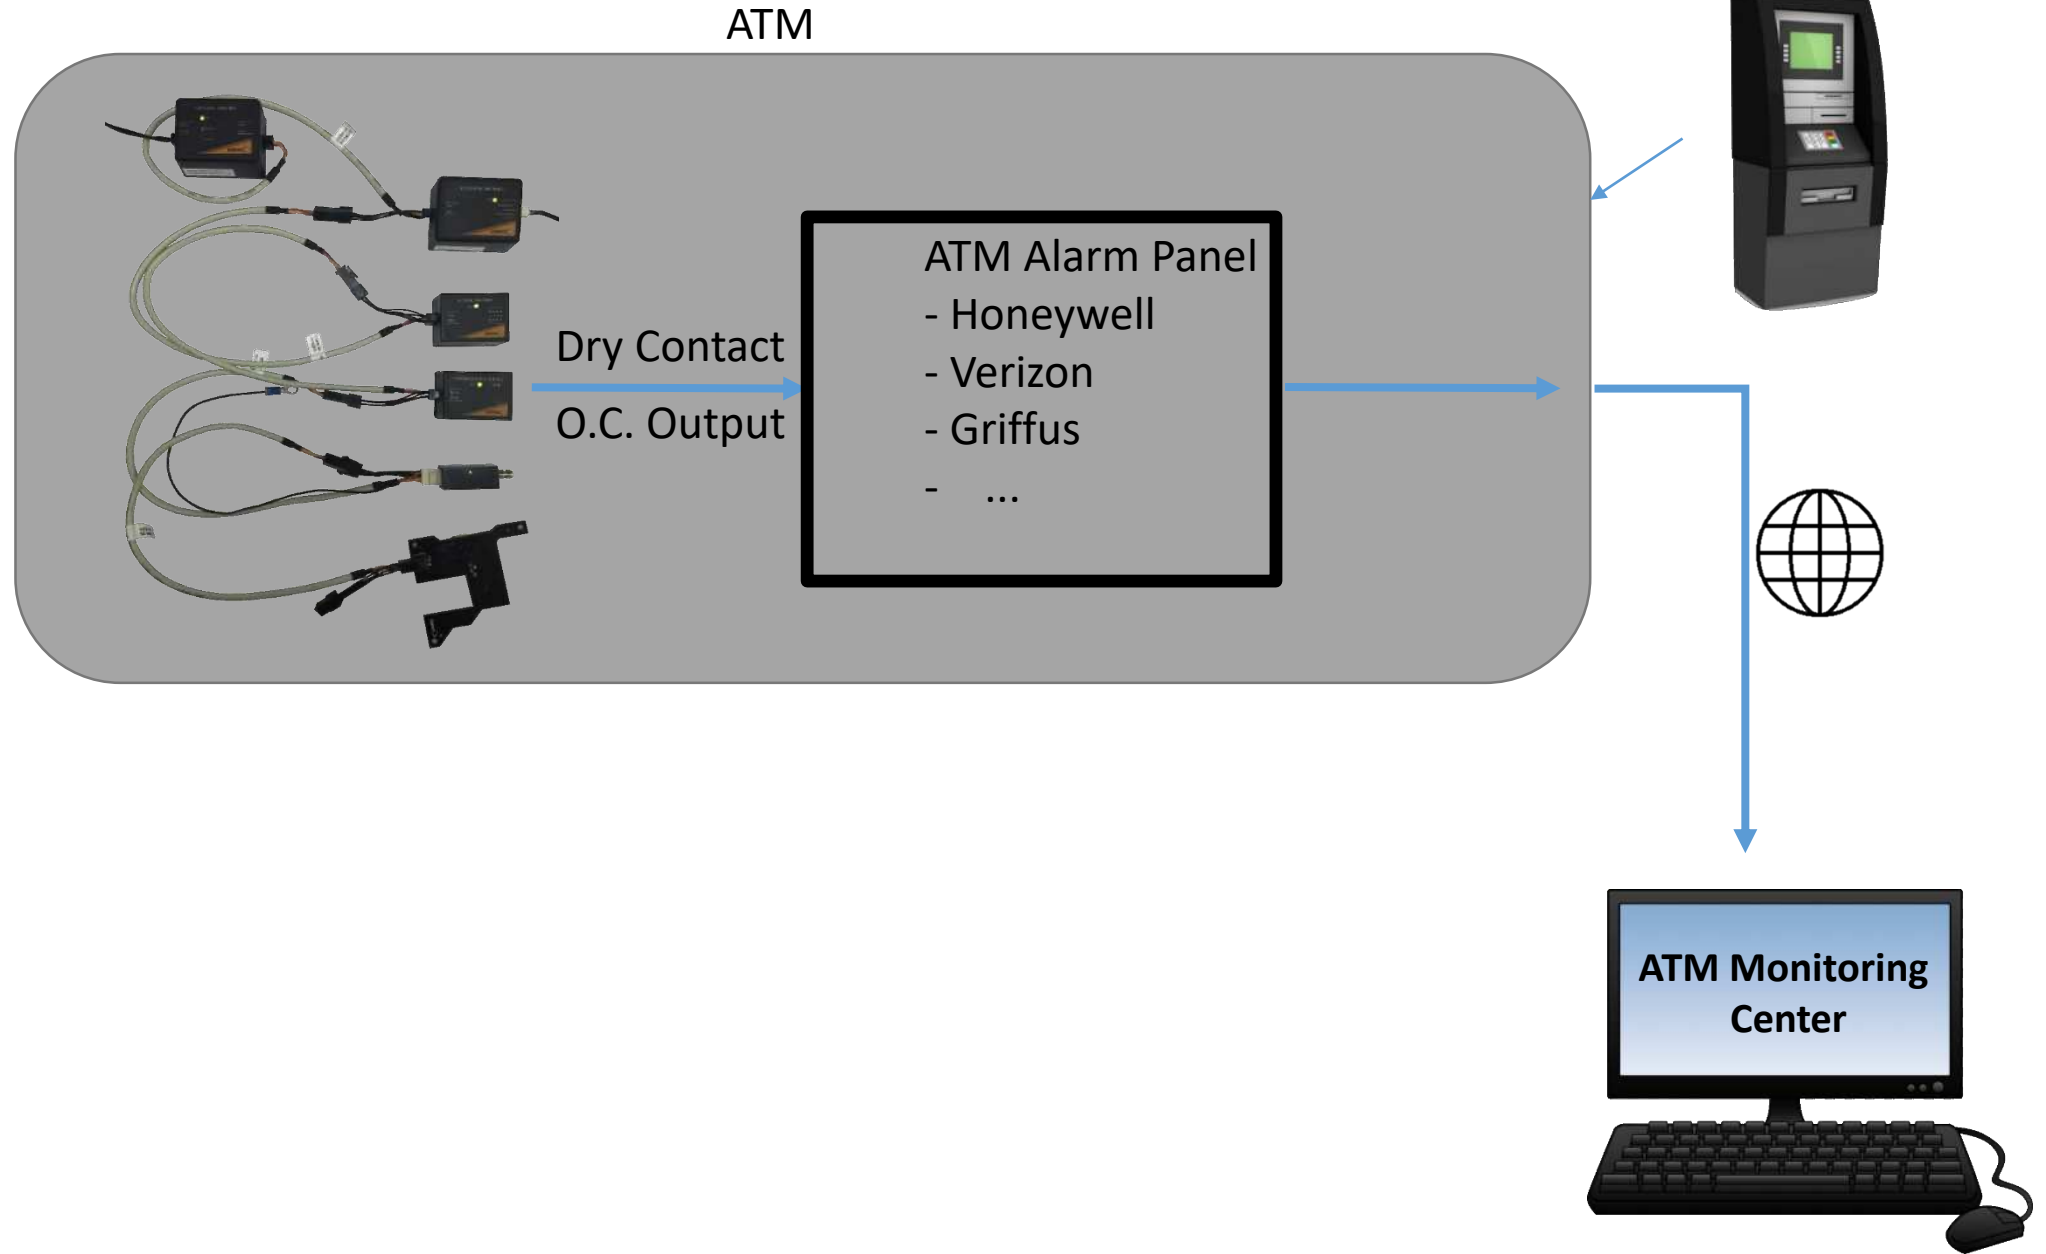 ATM
ATM Alarm Panel
- Honeywell
- Verizon
- Griffus
- ...
Dry Contact
O.C. Output
ATM Monitoring
Center